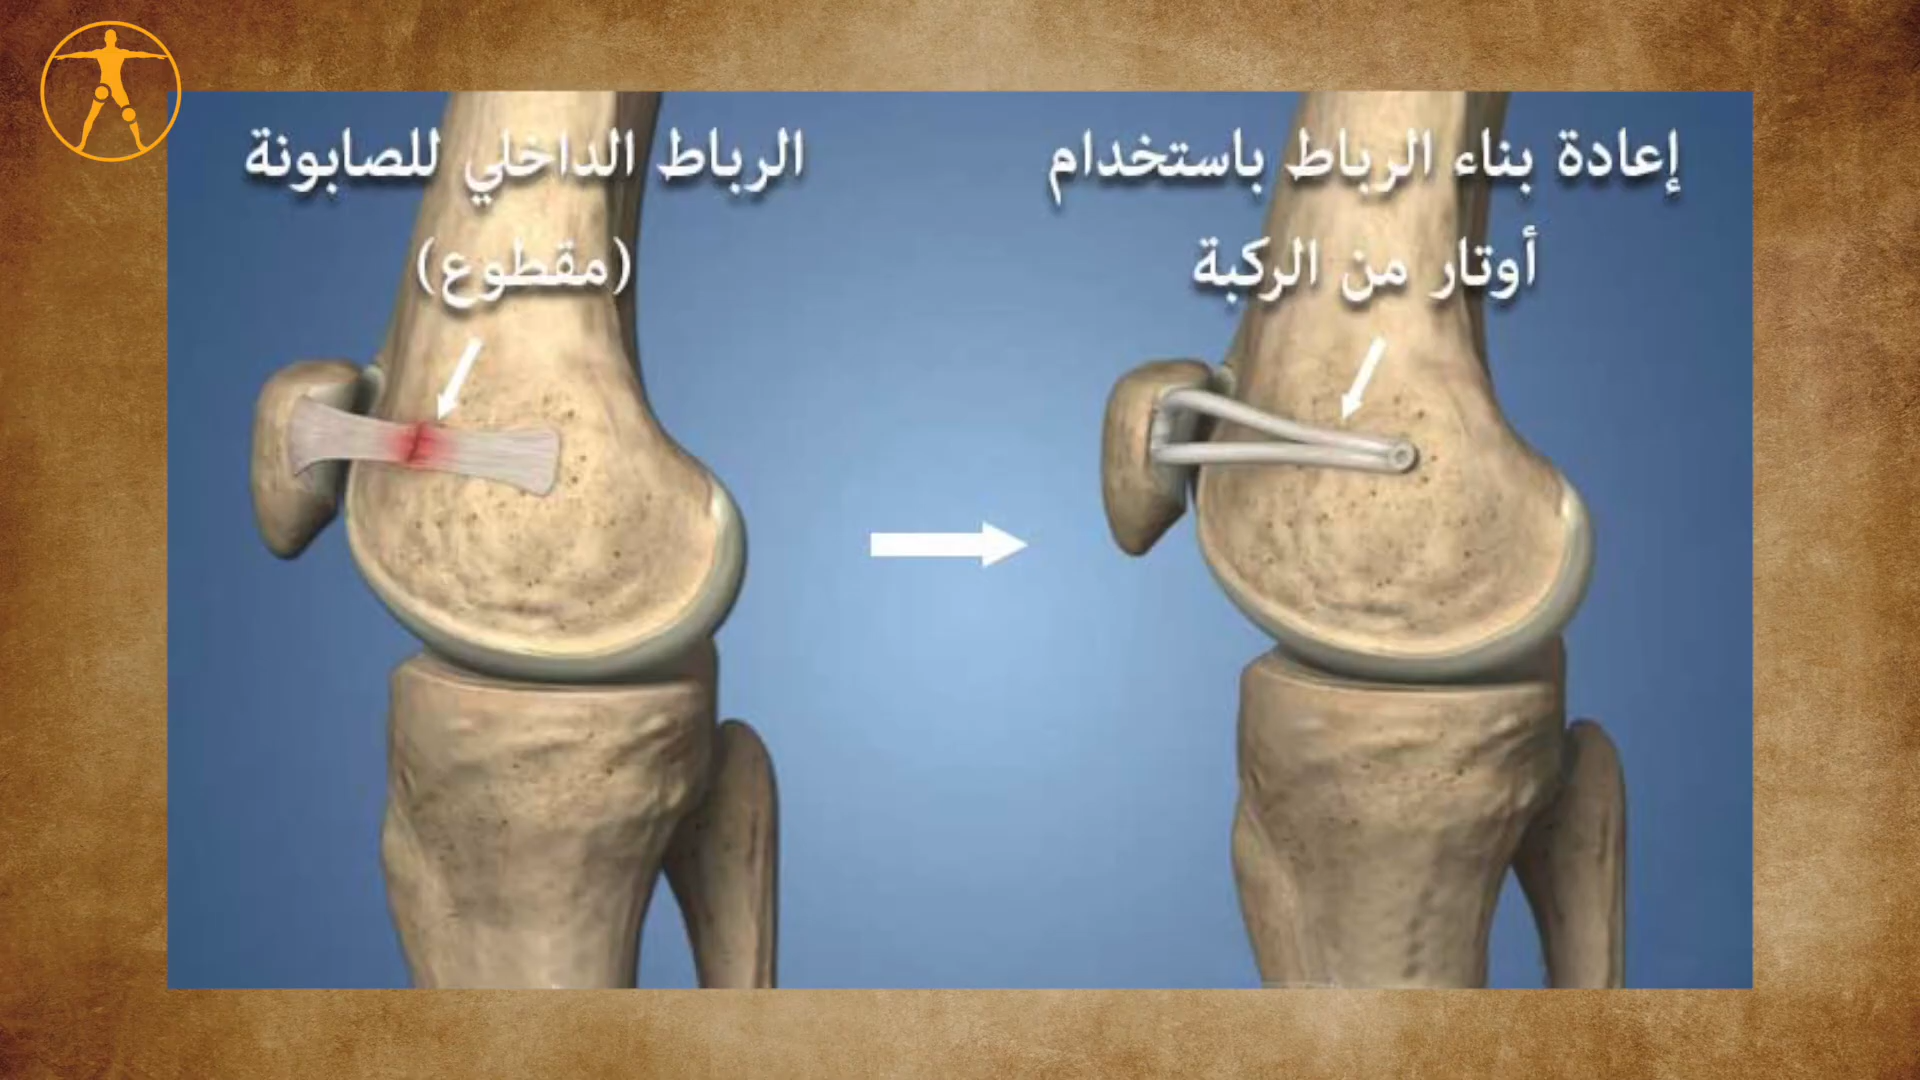 الرباط الداخلي للصابونة
(مقطوع)
إعادة بناء الرباط باستخدام
أوتار من الركبة